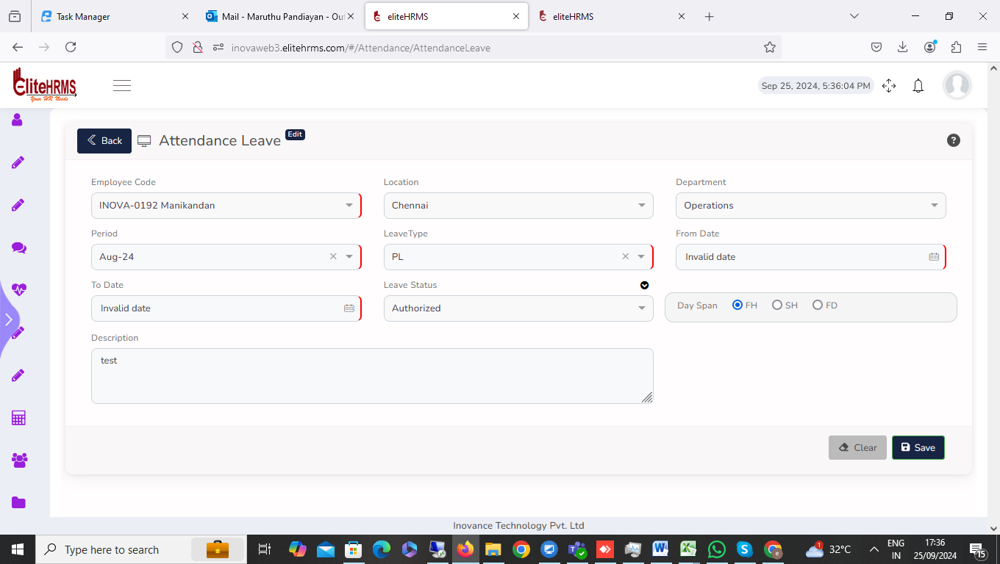 Task Manager
Mail - Maruthu Pandiayan - Out
eliteHRMS
eliteHRMS
inovaweb3.elitehrms.com/#/Attendance/AttendanceLeave
EliteHRMS
Your HR Needs
Sep 25, 2024, 5:36:04 PM
Back
Attendance Leave
Edit
Employee Code
Location
Department
INOVA-0192 Manikandan
Chennai
Operations
Period
LeaveType
From Date
Aug-24
PL
Invalid date
To Date
Leave Status
Invalid date
Authorized
Day Span FH SH FD
Description
test
Clear
Save
Inovance Technology Pvt. Ltd
Type here to search
1
32°C
ENG
IN
17:36
25/09/2024
15